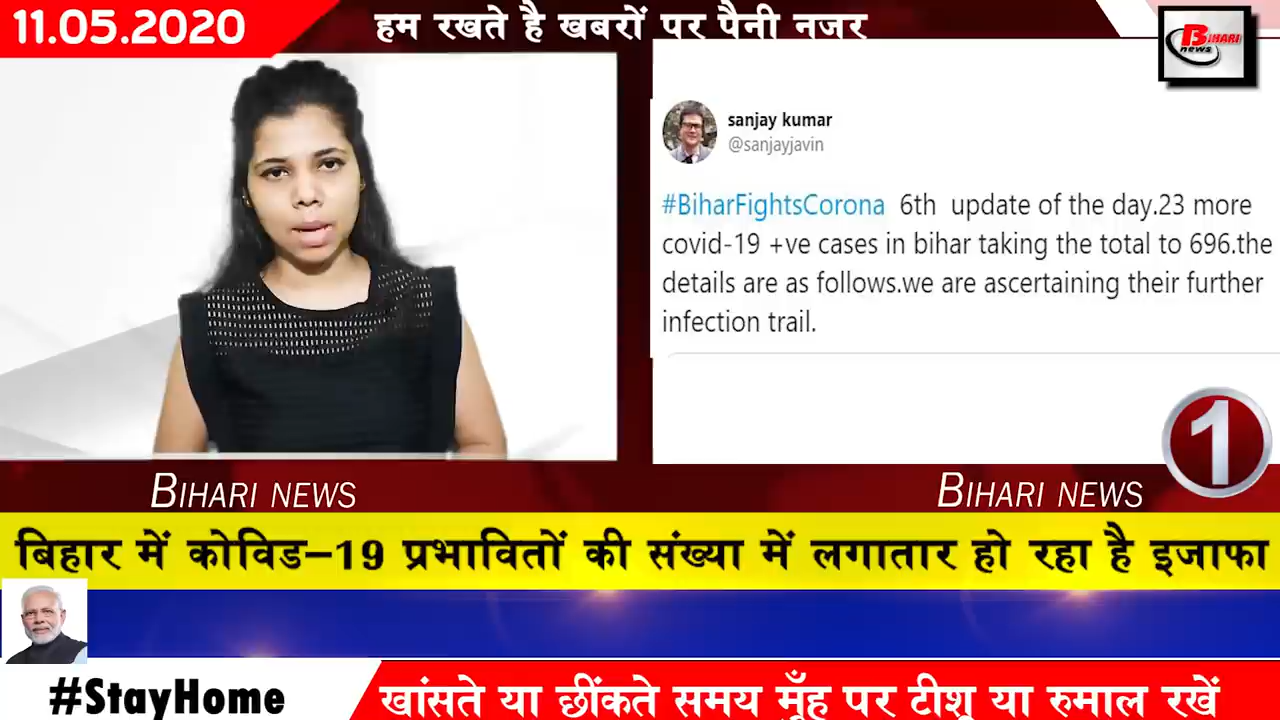 11.05.2020
हम रखते है खबरों पर पैनी नजर
BIHARI
news
sanjay kumar
@sanjayjavin
#BiharFightsCorona 6th update of the day.23 more
covid-19 +ve cases in bihar taking the total to 696.the
details are as follows.we are ascertaining their further
infection trail.
1
BIHARI NEWS
BIHARI NEWS
बिहार में कोविड–19 प्रभावितों की संख्या में लगातार हो रहा है इजाफा
#StayHome
खांसते या छींकते समय मूँह पर टीशू या रुमाल रखें